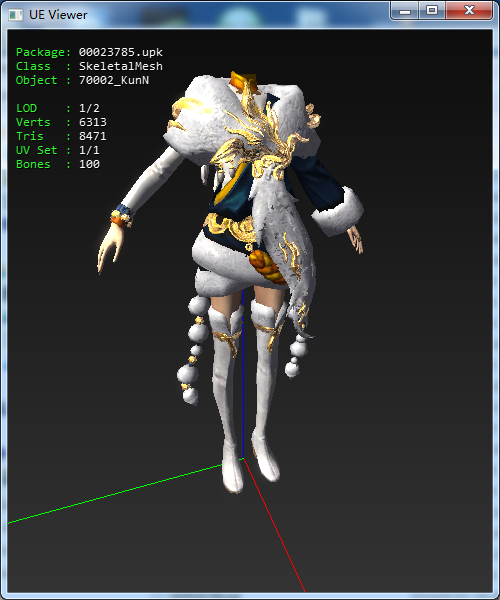 UE Viewer
Package: 00023785.upk
Class : SkeletalMesh
Object : 70002_KunN
LOD : 1/2
Verts : 6313
Tris : 8471
UV Set : 1/1
Bones : 100